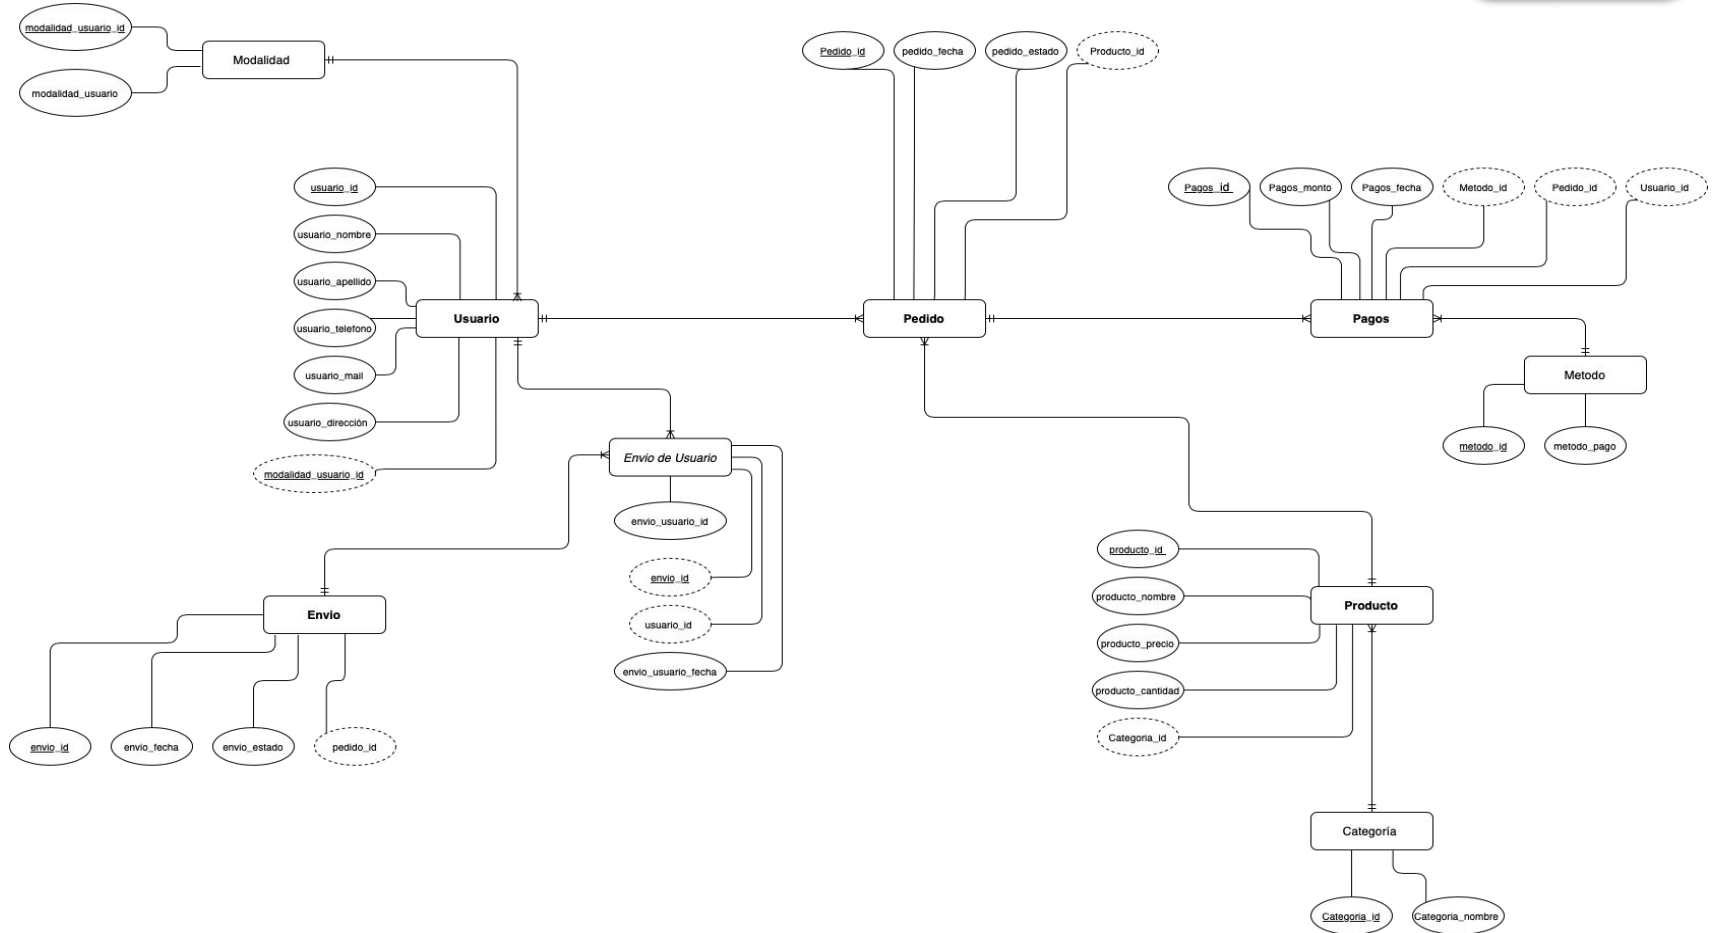 modalidad_usuario_id
Modalidad
modalidad_usuario
Pedido_id
pedido_fecha
pedido_estado
Producto_id
usuario_id
usuario_nombre
usuario_apellido
usuario_telefono
usuario_mail
usuario_dirección
modalidad_usuario_id
Usuario
Pedido
Pagos_id
Pagos_monto
Pagos_fecha
Metodo_id
Pedido_id
Usuario_id
Pagos
Metodo
metodo_id
metodo_pago
Envio de Usuario
envio_usuario_id
envio_id
usuario_id
envio_usuario_fecha
Envio
envio_id
envio_fecha
envio_estado
pedido_id
producto_id
producto_nombre
producto_precio
producto_cantidad
Categoria_id
Producto
Categoría
Categoria_id
Categoria_nombre